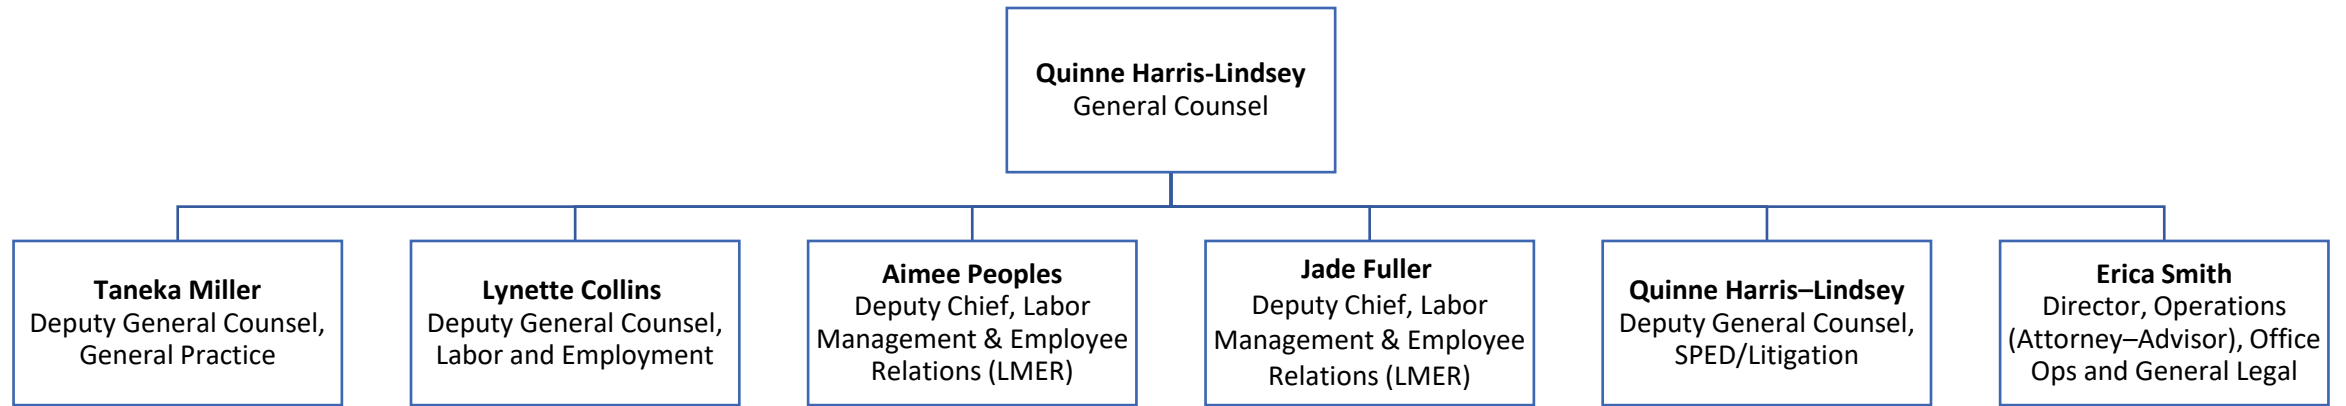 Quinne Harris-Lindsey
General Counsel
Taneka Miller
Deputy General Counsel,
General Practice
Lynette Collins
Deputy General Counsel,
Labor and Employment
Aimee Peoples
Deputy Chief, Labor
Management & Employee
Relations (LMER)
Jade Fuller
Deputy Chief, Labor
Management & Employee
Relations (LMER)
Quinne Harris–Lindsey
Deputy General Counsel,
SPED/Litigation
Erica Smith
Director, Operations
(Attorney–Advisor), Office
Ops and General Legal